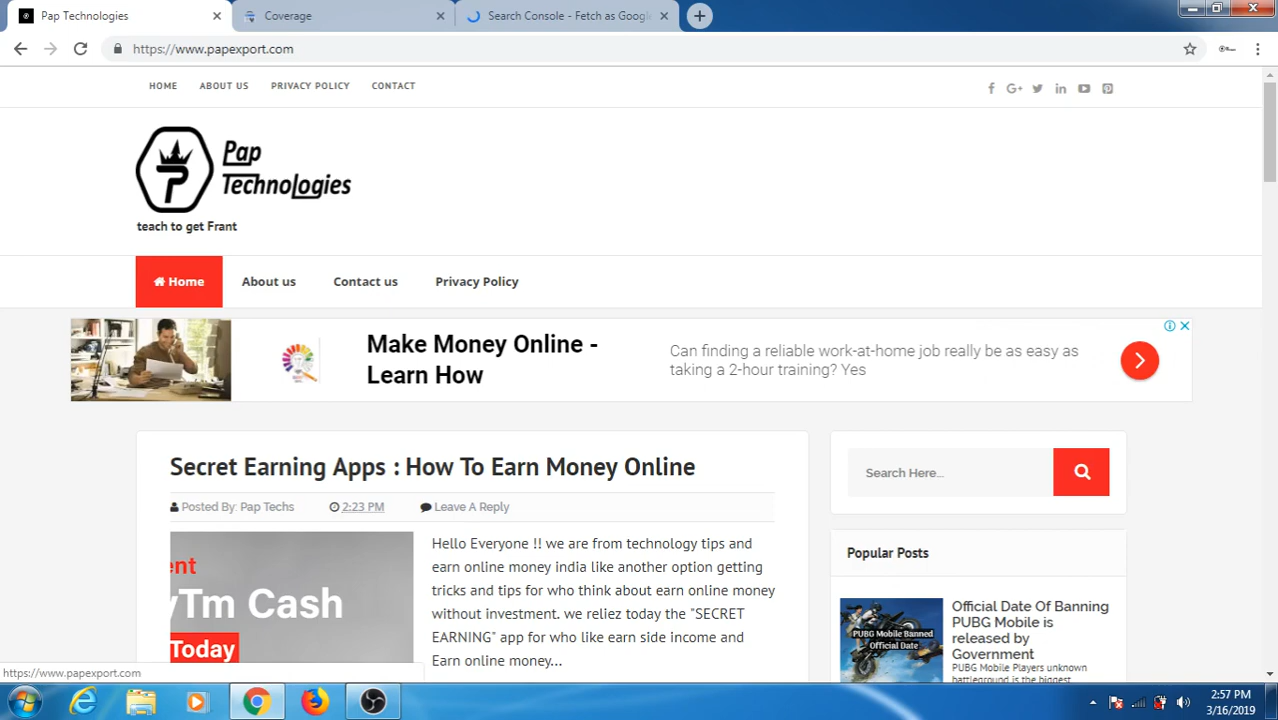 Pap Technologies
Coverage
Search Console - Fetch as Googl
https://www.papexport.com
HOME ABOUT US PRIVACY POLICY CONTACT
Pap
Technologies
teach to get Frant
Home About us Contact us Privacy Policy
Make Money Online -
Learn How
Can finding a reliable work-at-home job really be as easy as
taking a 2-hour training? Yes
Secret Earning Apps : How To Earn Money Online
Posted By: Pap Techs 2:23 PM Leave A Reply
ent
yTm Cash
Today
Hello Everyone !! we are from technology tips and
earn online money india like another option getting
tricks and tips for who think about earn online money
without investment. we reliez today the "SECRET
EARNING" app for who like earn side income and
Earn online money...
Search Here...
Popular Posts
PUBG Mobile Banned
Official Date
Official Date Of Banning
PUBG Mobile is
released by
Government
PUBG Mobile Players unknown
battleground is the biggest
https://www.papexport.com
2:57 PM
3/16/2019